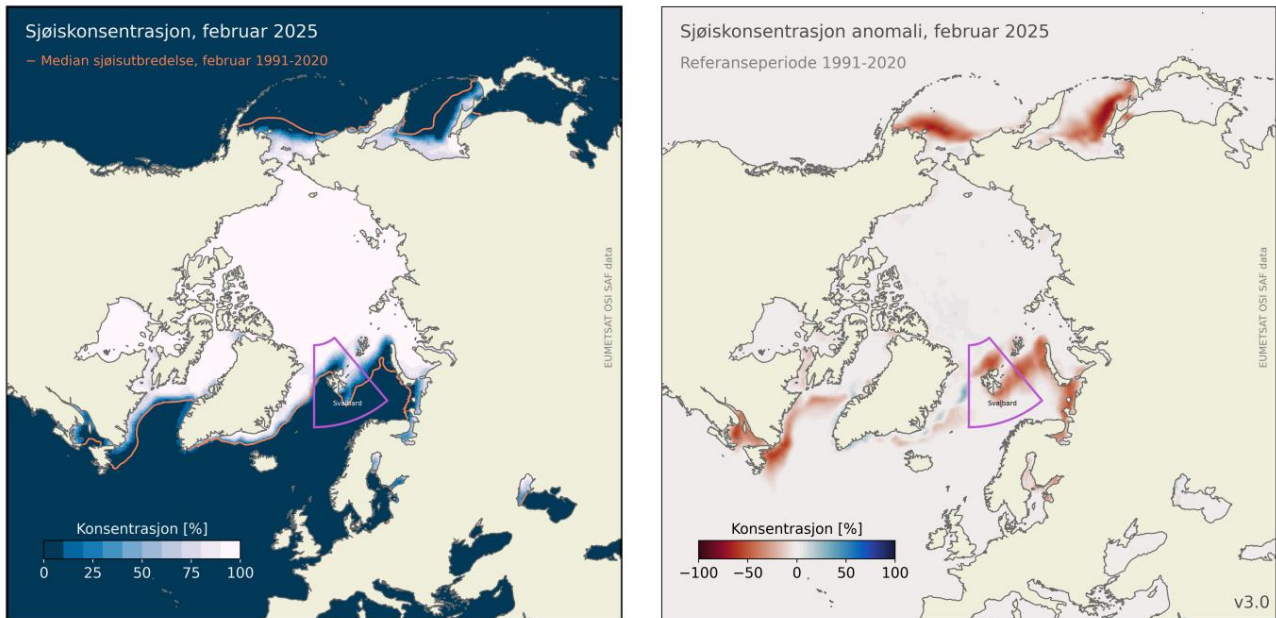 Sjøiskonsentrasjon, februar 2025
− Median sjøisutbredelse, februar 1991-2020
EUMETSAT OSI SAF data
Svalbard
Konsentrasjon [%]
0 25 50 75 100
Sjøiskonsentrasjon anomali, februar 2025
Referanseperiode 1991-2020
EUMETSAT OSI SAF data
Svalbard
Konsentrasjon [%]
−100 −50 0 50 100
v3.0